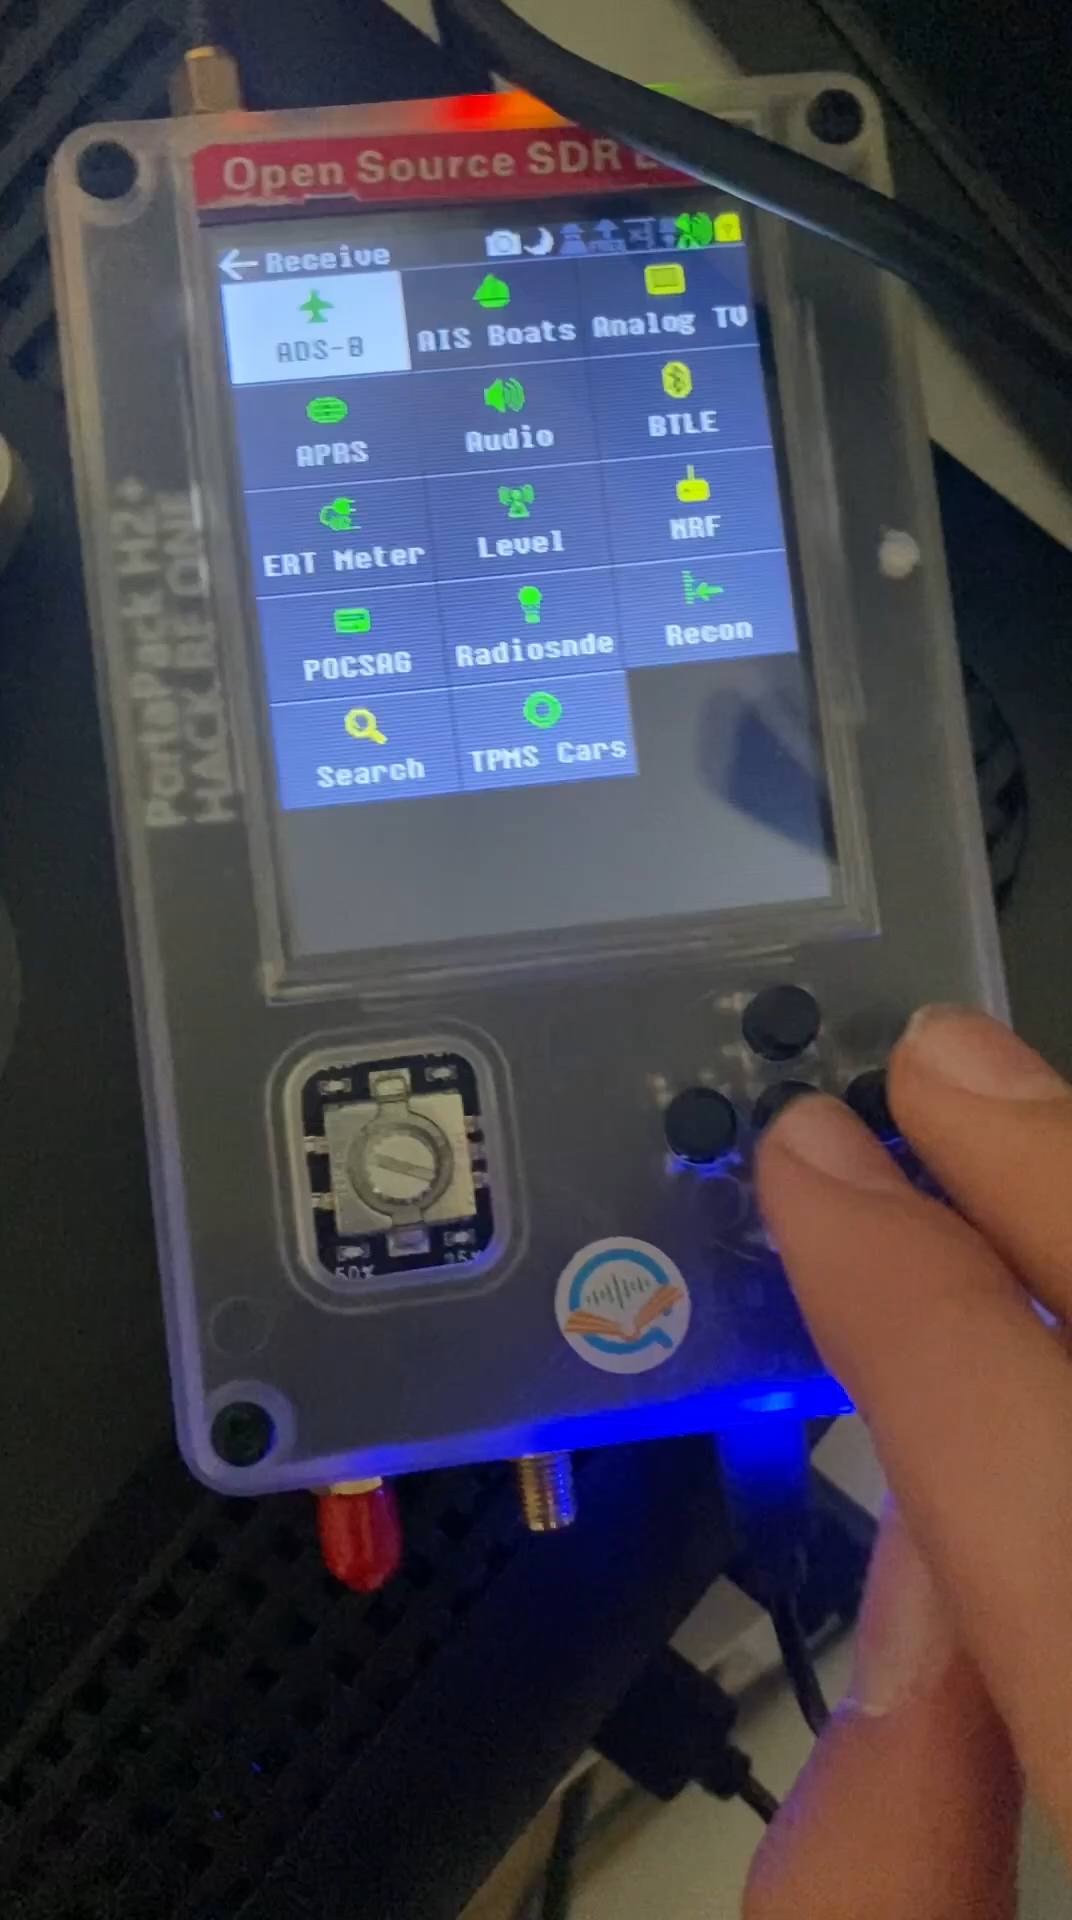 Open Source SDR
Receive
ADS-B
AIS Boats
Analog TV
APRS
Audio
BTLE
ERT Meter
Level
NRF
POCSAG
Radiosnde
Recon
Search
TPMS Cars
PortaPack H2+
HACK RF ONE
50%